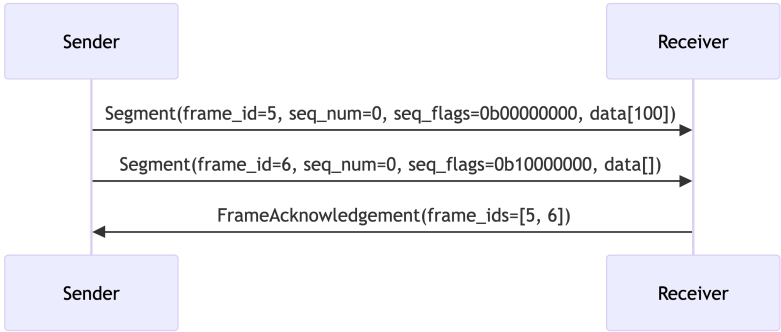 Sender
Receiver
Segment(frame_id=5, seq_num=0, seq_flags=0b00000000, data[100])
Segment(frame_id=6, seq_num=0, seq_flags=0b10000000, data[])
FrameAcknowledgement(frame_ids=[5, 6])
Sender
Receiver